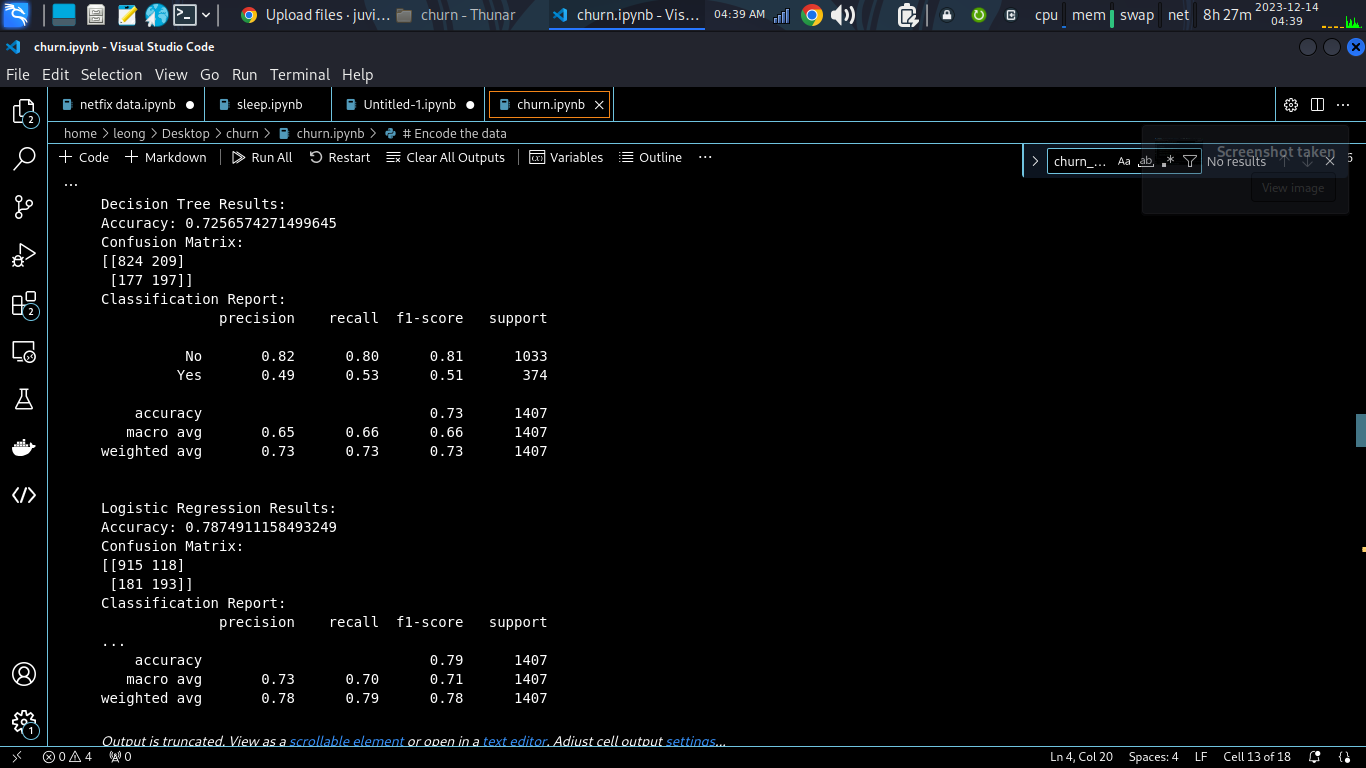 Upload files · juvi... churn - Thunar churn.ipynb - Vis... 04:39 AM cpu mem swap net 8h 27m 2023-12-14 04:39
churn.ipynb - Visual Studio Code
File Edit Selection View Go Run Terminal Help
netfix data.ipynb sleep.ipynb Untitled-1.ipynb churn.ipynb
home > leong > Desktop > churn > churn.ipynb > # Encode the data
+ Code + Markdown Run All Restart Clear All Outputs Variables Outline ...
churn_... Aa ab .* No results
Screenshot taken
View image
...
Decision Tree Results:
Accuracy: 0.7256574271499645
Confusion Matrix:
[[824 209]
[177 197]]
Classification Report:
precision recall f1-score support
No 0.82 0.80 0.81 1033
Yes 0.49 0.53 0.51 374
accuracy 0.73 1407
macro avg 0.65 0.66 0.66 1407
weighted avg 0.73 0.73 0.73 1407
Logistic Regression Results:
Accuracy: 0.7874911158493249
Confusion Matrix:
[[915 118]
[181 193]]
Classification Report:
precision recall f1-score support
...
accuracy 0.79 1407
macro avg 0.73 0.70 0.71 1407
weighted avg 0.78 0.79 0.78 1407
Output is truncated. View as a scrollable element or open in a text editor. Adjust cell output settings...
2
2
1
0 4 0 Ln 4, Col 20 Spaces: 4 LF Cell 13 of 18